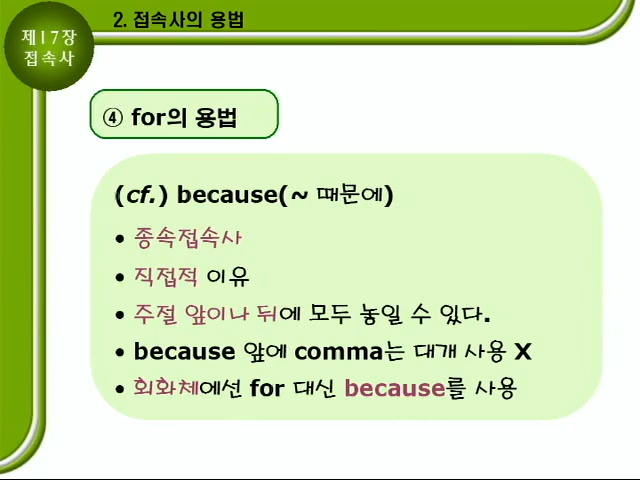 제17장
접속사
2. 접속사의 용법
④ for의 용법
(cf.) because(~ 때문에)
• 종속접속사
• 직접적 이유
• 주절 앞이나 뒤에 모두 놓일 수 있다.
• because 앞에 comma는 대개 사용 X
• 회화체에선 for 대신 because를 사용